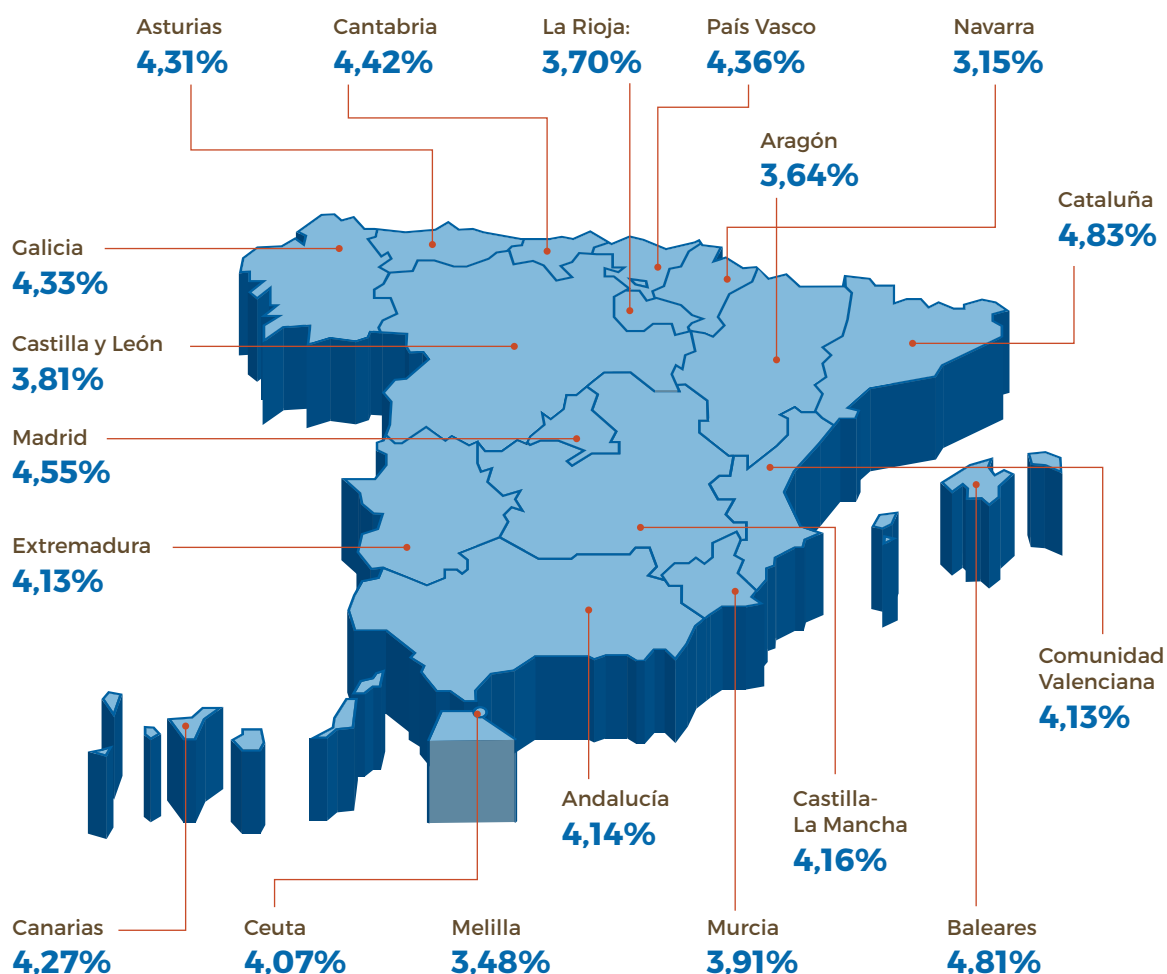 Asturias
4,31%
Cantabria
4,42%
La Rioja:
3,70%
País Vasco
4,36%
Navarra
3,15%
Aragón
3,64%
Cataluña
4,83%
Galicia
4,33%
Castilla y León
3,81%
Madrid
4,55%
Extremadura
4,13%
Comunidad
Valenciana
4,13%
Andalucía
4,14%
Castilla-
La Mancha
4,16%
Canarias
4,27%
Ceuta
4,07%
Melilla
3,48%
Murcia
3,91%
Baleares
4,81%